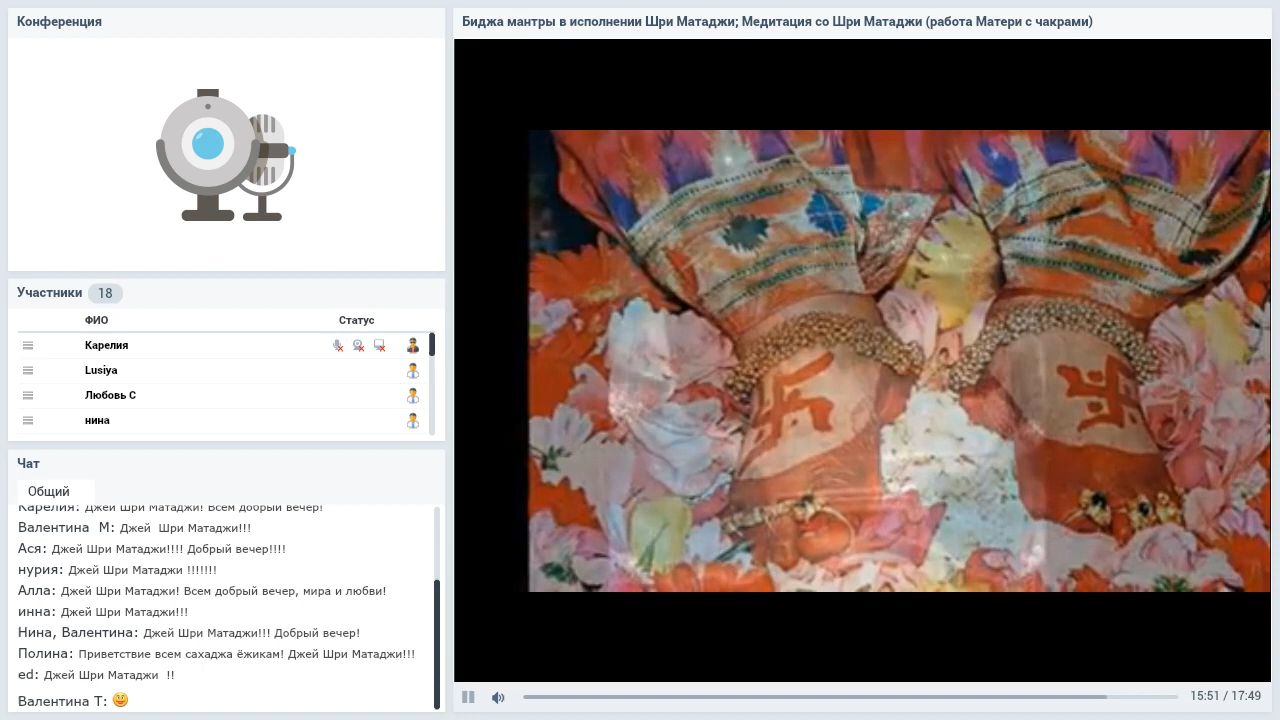 Конференция
Участники 18
ФИО Статус
Карелия
Lusiya
Любовь С
нина
Чат
Общий
Карелия: Джей Шри Матаджи! Всем добрый вечер!
Валентина М: Джей Шри Матаджи!!!
Ася: Джей Шри Матаджи!!!! Добрый вечер!!!!
нурия: Джей Шри Матаджи !!!!!!!
Алла: Джей Шри Матаджи! Всем добрый вечер, мира и любви!
инна: Джей Шри Матаджи!!!
Нина, Валентина: Джей Шри Матаджи!!! Добрый вечер!
Полина: Приветствие всем сахаджа ёжикам! Джей Шри Матаджи!!!
ed: Джей Шри Матаджи !!
Валентина Т:
Биджа мантры в исполнении Шри Матаджи; Медитация со Шри Матаджи (работа Матери с чакрами)
15:51 / 17:49